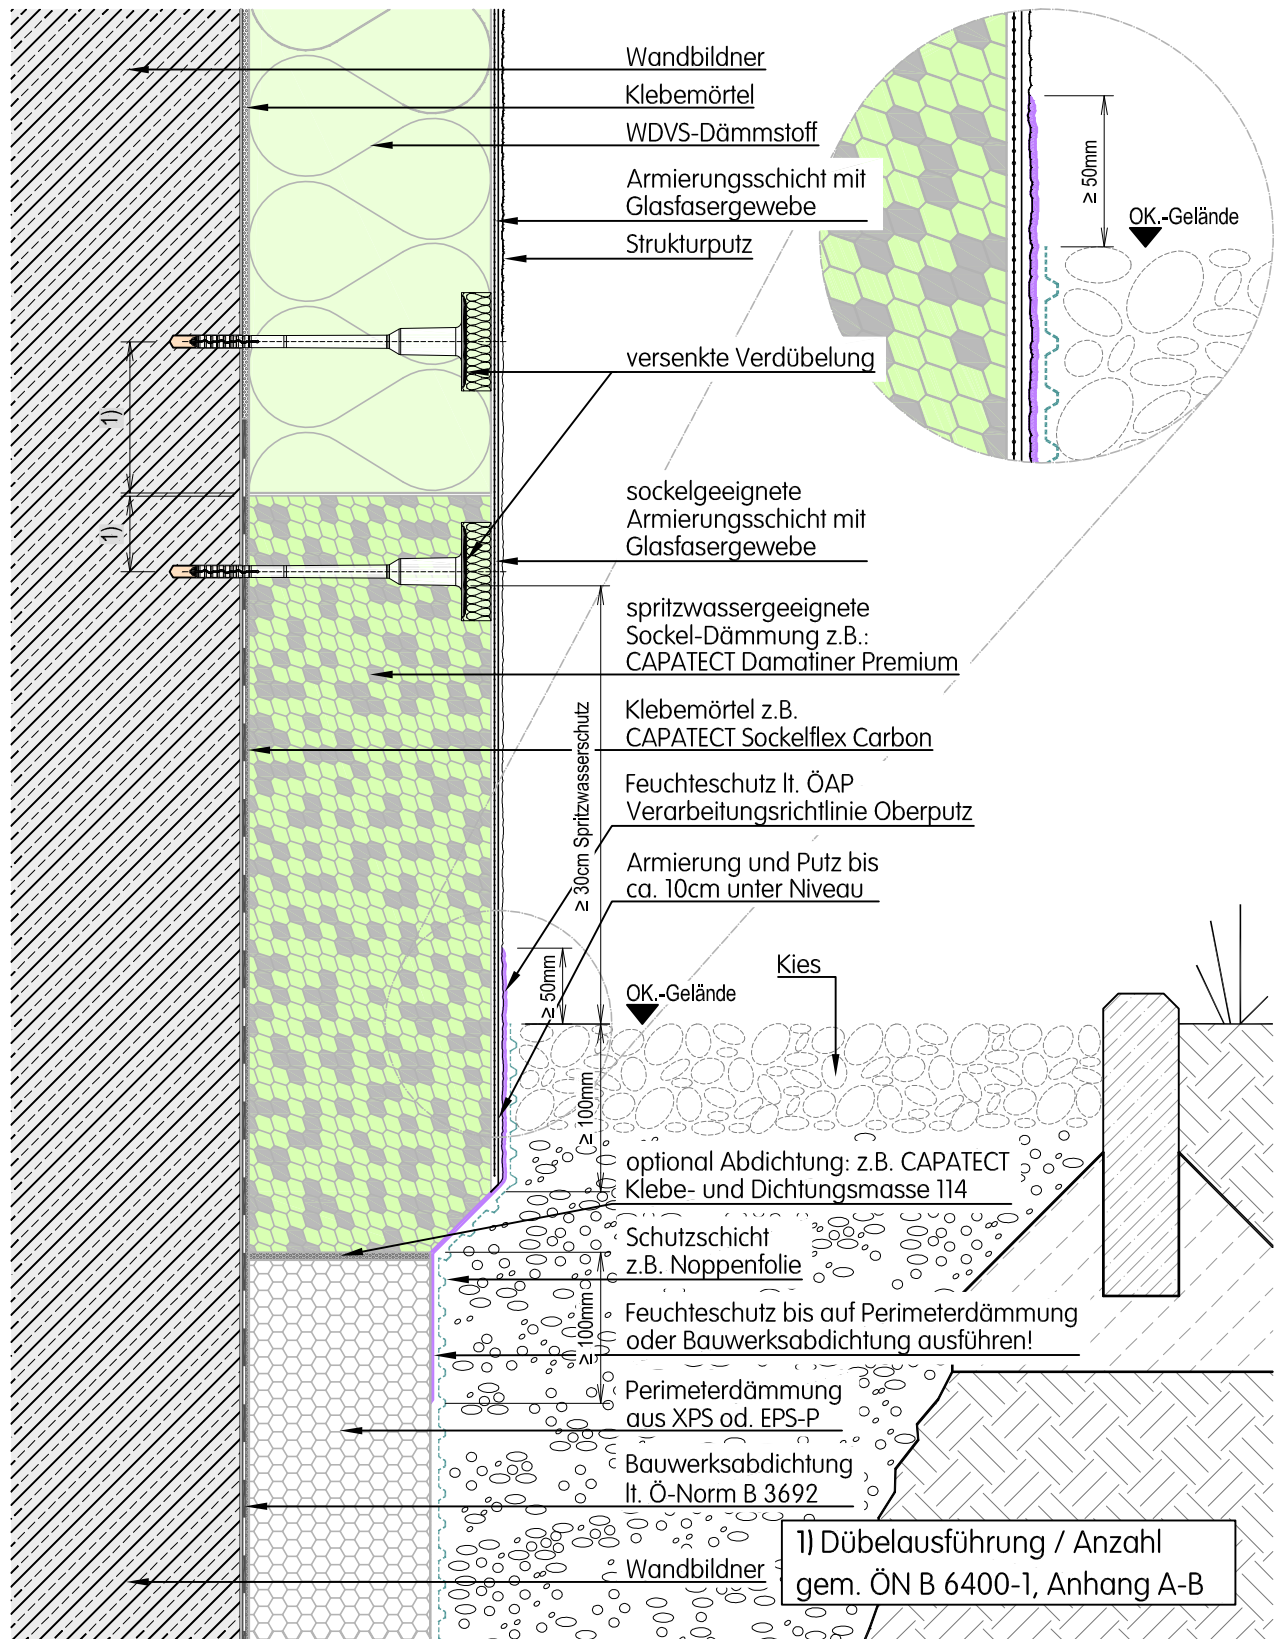 Wandbildner
Klebemörtel
WDVS-Dämmstoff
Armierungsschicht mit
Glasfasergewebe
Strukturputz
≥ 50mm
OK.-Gelände
versenkte Verdübelung
1)
1)
sockelgeeignete
Armierungsschicht mit
Glasfasergewebe
spritzwassergeeignete
Sockel-Dämmung z.B.:
CAPATECT Damatiner Premium
Klebemörtel z.B.
CAPATECT Sockelflex Carbon
≥ 30cm Spritzwasserschutz
Feuchteschutz lt. ÖAP
Verarbeitungsrichtlinie Oberputz
Armierung und Putz bis
ca. 10cm unter Niveau
≥ 50mm
OK.-Gelände
Kies
≥ 100mm
optional Abdichtung: z.B. CAPATECT
Klebe- und Dichtungsmasse 114
Schutzschicht
z.B. Noppenfolie
≥ 100mm
Feuchteschutz bis auf Perimeterdämmung
oder Bauwerksabdichtung ausführen!
Perimeterdämmung
aus XPS od. EPS-P
Bauwerksabdichtung
lt. Ö-Norm B 3692
Wandbildner
1) Dübelausführung / Anzahl
gem. ÖN B 6400-1, Anhang A-B